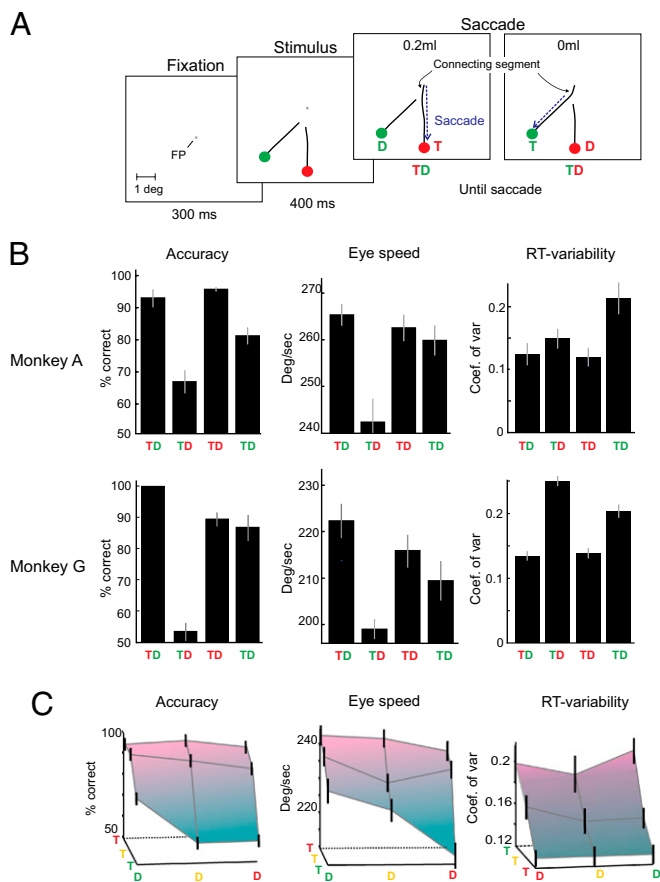 A
Fixation
Stimulus
Saccade
FP
1 deg
300 ms
400 ms
0.2ml
0ml
Connecting segment
Saccade
D
T
T
D
TD
TD
Until saccade
B
Accuracy
Eye speed
RT-variability
Monkey A
% correct
100
90
80
70
60
50
TD TD TD TD
Deg/sec
270
260
250
240
TD TD TD TD
Coef. of var
0.2
0.1
0
TD TD TD TD
Monkey G
% correct
100
90
80
70
60
50
TD TD TD TD
Deg/sec
230
220
210
200
TD TD TD TD
Coef. of var
0.2
0.1
0
TD TD TD TD
C
Accuracy
Eye speed
RT-variability
% correct
100
50
T
T
T
D D D
Deg/sec
240
220
T
T
T
D D D
Coef. of var
0.2
0.16
0.12
T
T
T
D D D